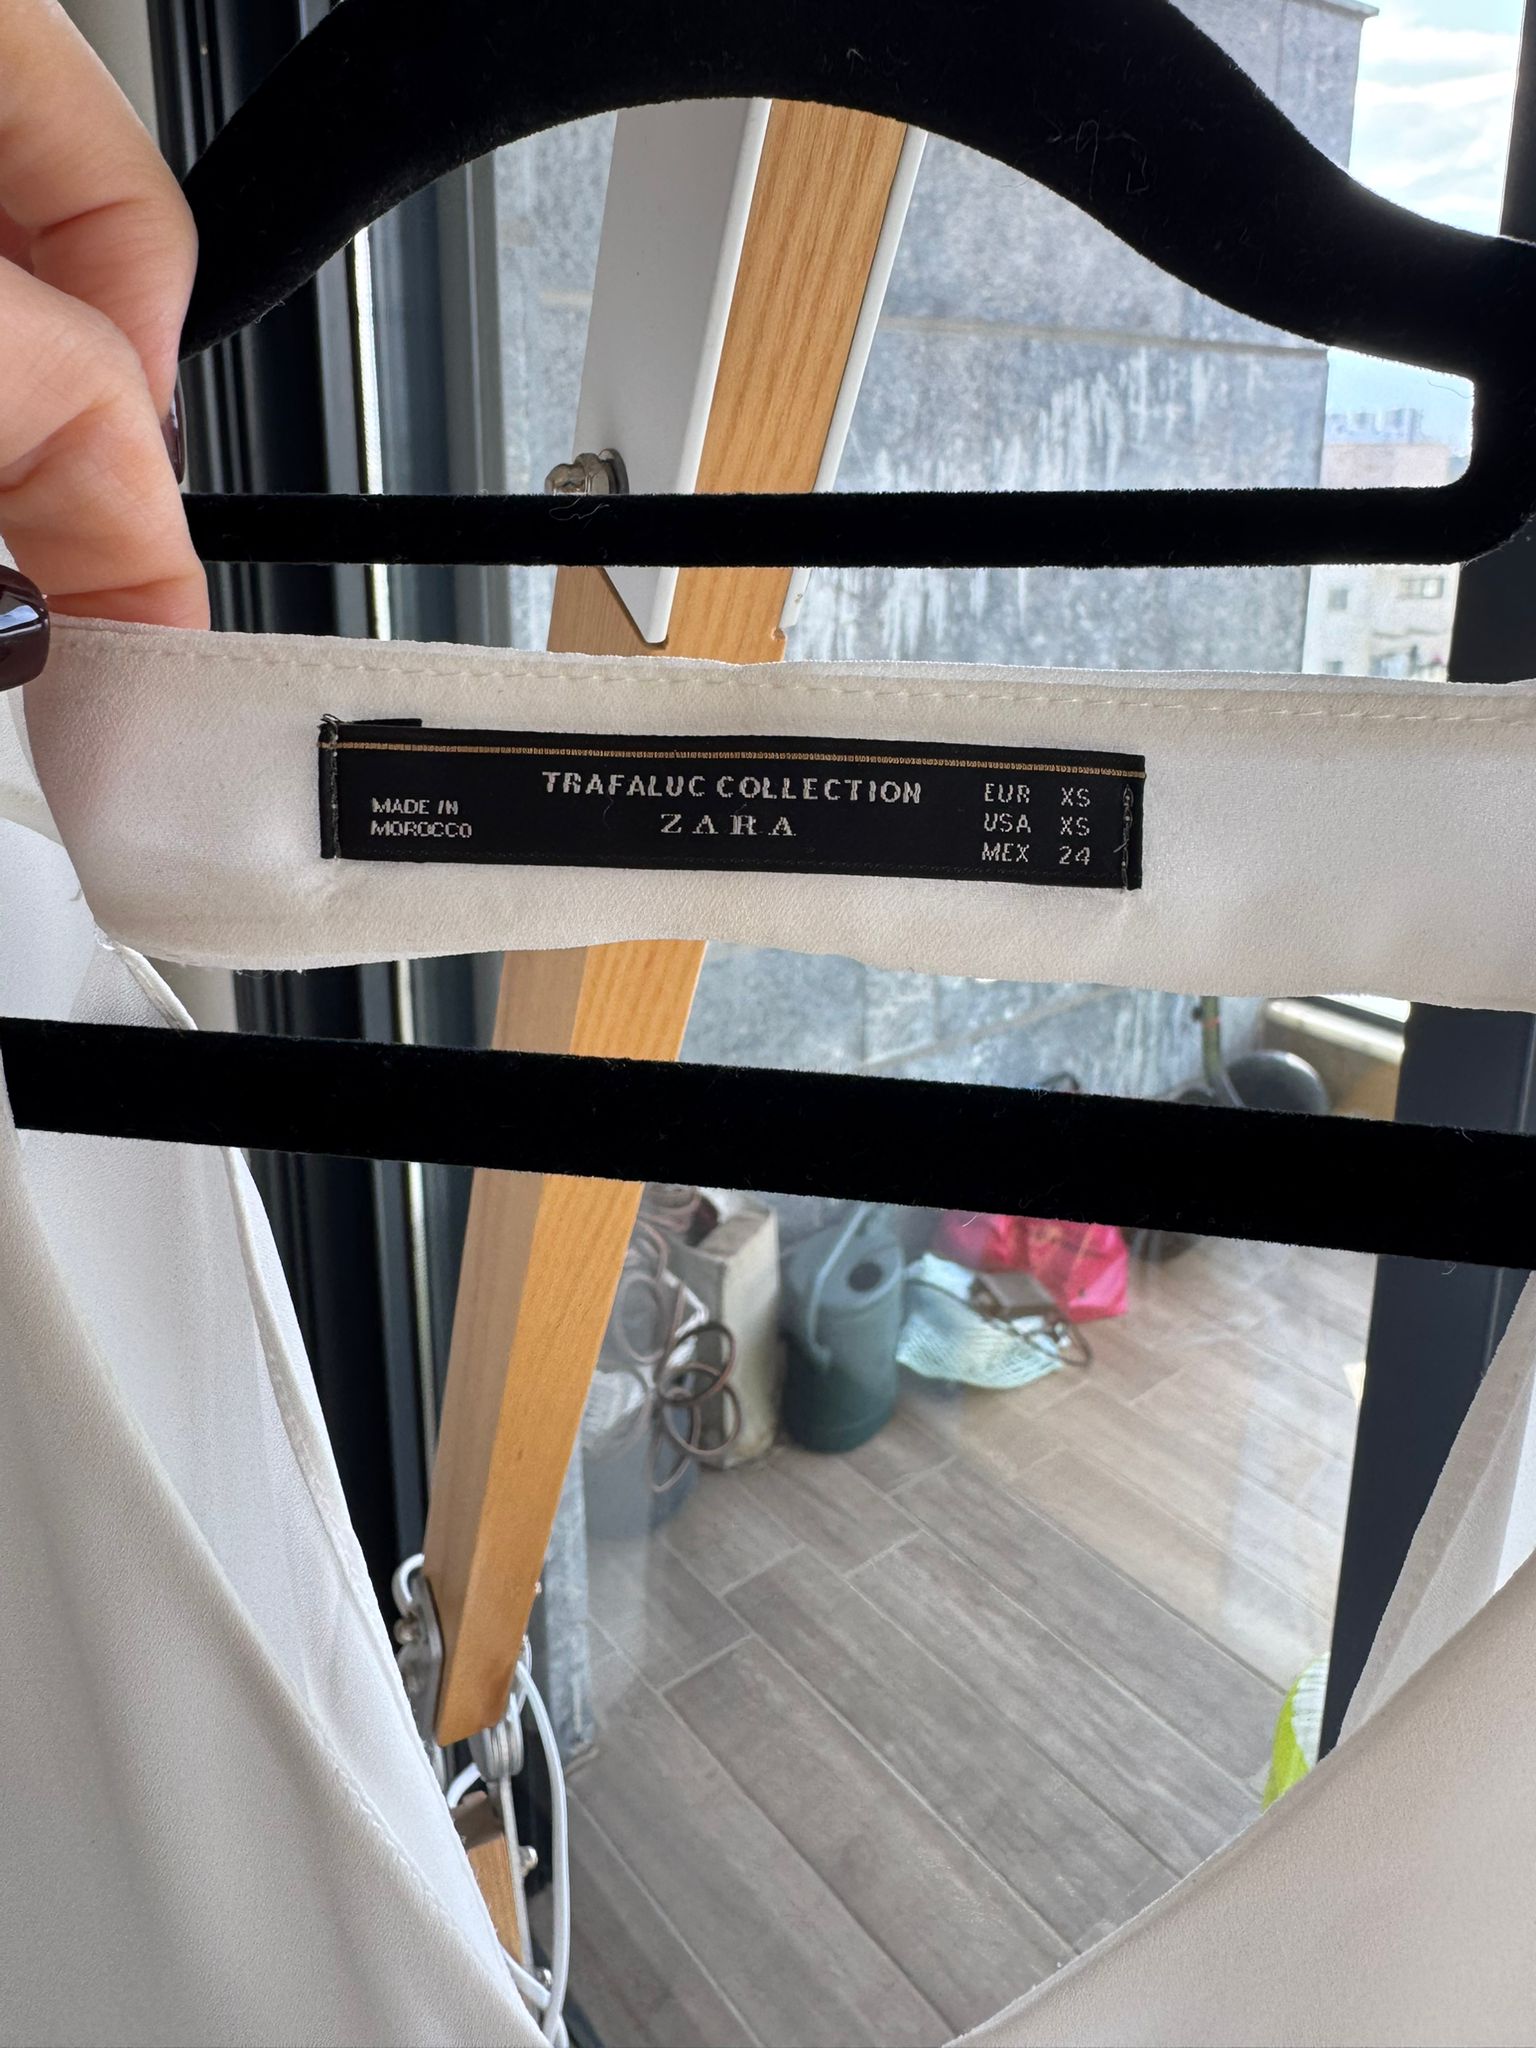 MADE IN
MOROCCO
TRAFALUC COLLECTION
ZARA
EUR XS
USA XS
MEX 24